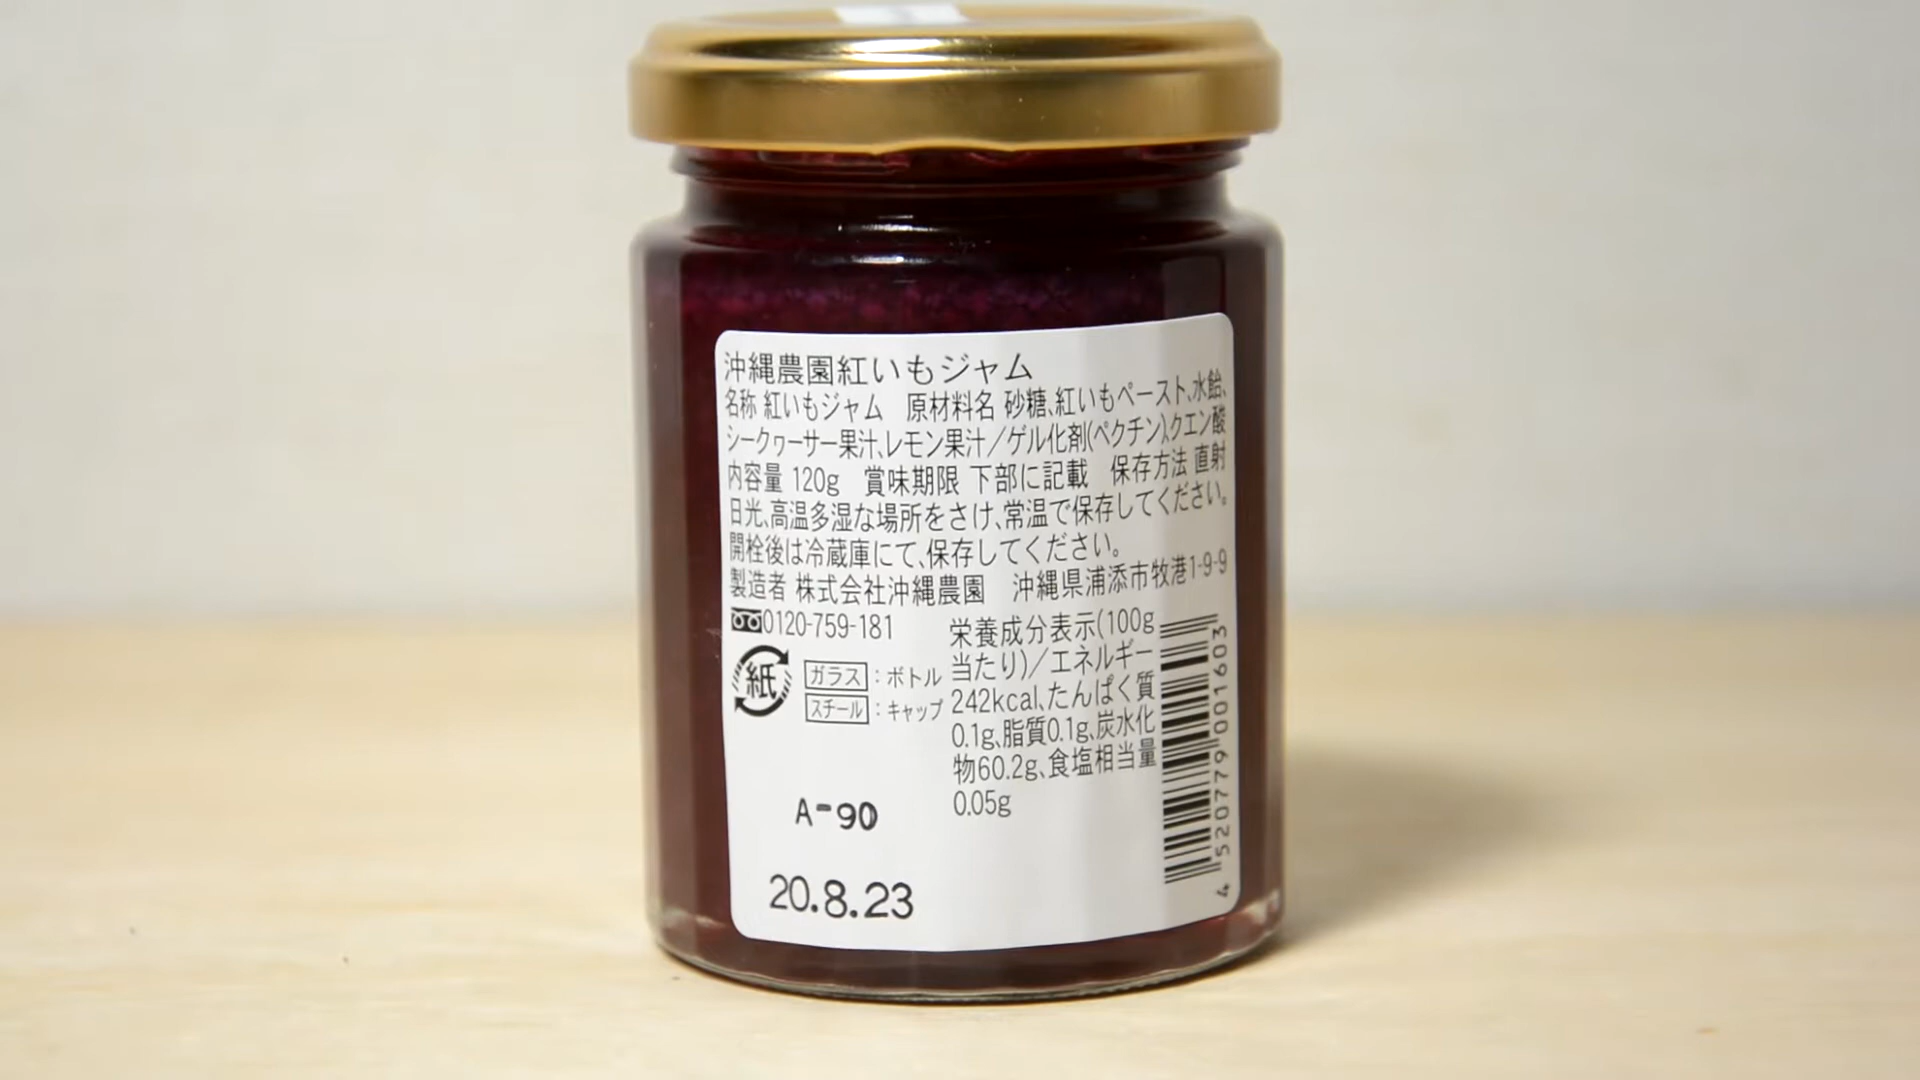 沖縄農園紅いもジャム
名称 紅いもジャム 原材料名 砂糖、紅いもペースト、水飴、
シークヮーサー果汁、レモン果汁／ゲル化剤(ペクチン)、クエン酸
内容量 120g 賞味期限 下部に記載 保存方法 直射
日光、高温多湿な場所をさけ、常温で保存してください。
開栓後は冷蔵庫にて、保存してください。
製造者 株式会社沖縄農園 沖縄県浦添市牧港1-9-9
0120-759-181
紙
ガラス：ボトル
スチール：キャップ
栄養成分表示(100g
当たり)／エネルギー
242kcal、たんぱく質
0.1g、脂質0.1g、炭水化
物60.2g、食塩相当量
0.05g
4 520779 001603
A-90
20.8.23